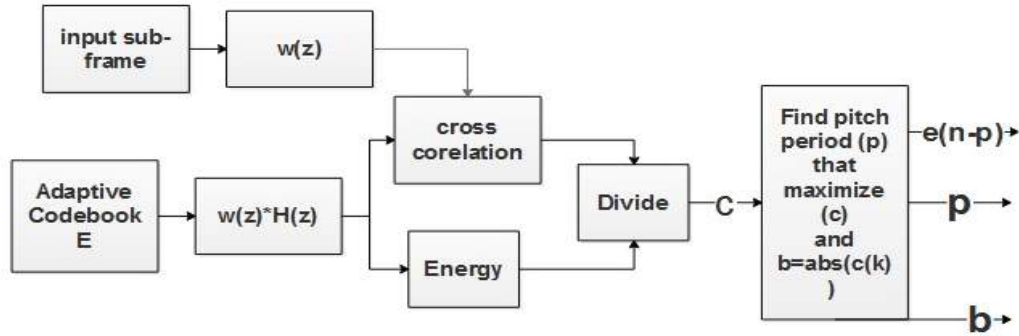 input sub-
frame
w(z)
cross
corelation
Adaptive
Codebook
E
w(z)*H(z)
Energy
Divide
C
Find pitch
period (p)
that
maximize
(c)
and
b=abs(c(k)
)
e(n-p)
p
b